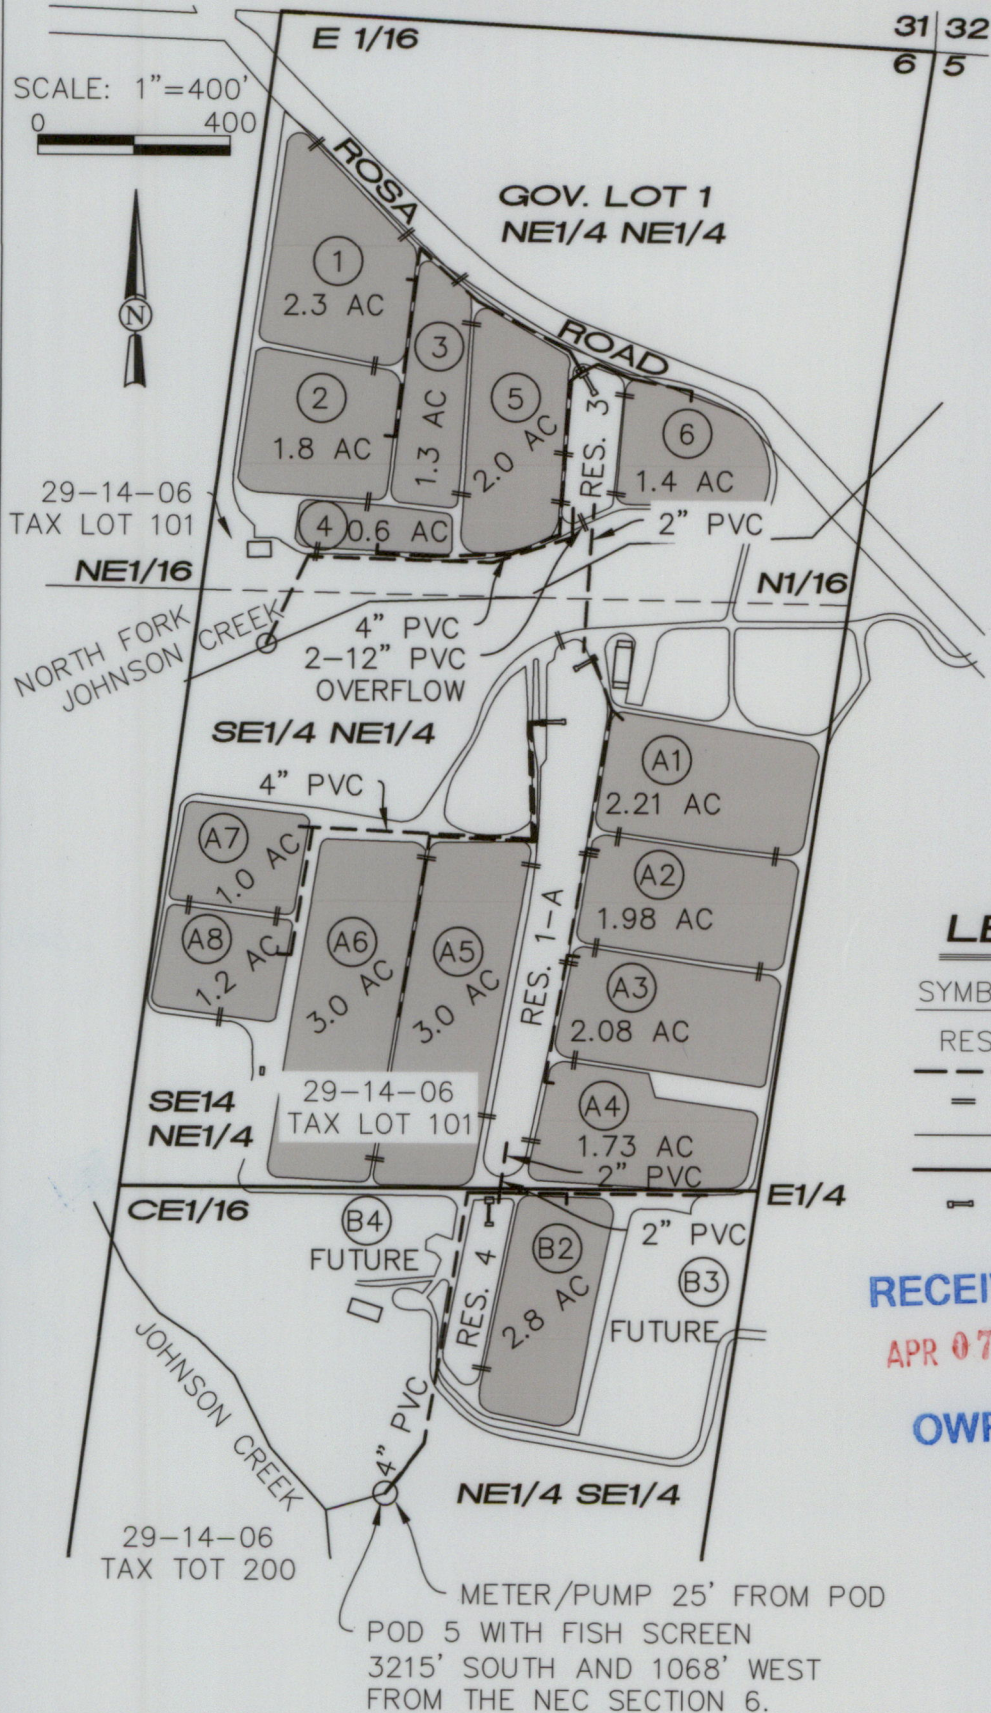 E 1/16
31 32
6 5
SCALE: 1"=400'
0 400
ROSA ROAD
GOV. LOT 1
NE1/4 NE1/4
N
1
2.3 AC
2
1.8 AC
3
1.3 AC
5
2.0 AC
RES. 3
6
1.4 AC
4 0.6 AC
29-14-06
TAX LOT 101
2" PVC
NE1/16
N1/16
NORTH FORK
JOHNSON CREEK
4" PVC
2-12" PVC
OVERFLOW
SE1/4 NE1/4
4" PVC
A1
2.21 AC
A7
1.0 AC
A2
1.98 AC
A8
1.2 AC
A6
3.0 AC
A5
3.0 AC
RES. 1-A
A3
2.08 AC
LE
SYMB
RES
29-14-06
TAX LOT 101
SE14
NE1/4
A4
1.73 AC
2" PVC
CE1/16
E1/4
B4
FUTURE
RES. 4
B2
2.8 AC
2" PVC
B3
FUTURE
RECEI
APR 07
OW
JOHNSON CREEK
4" PVC
NE1/4 SE1/4
29-14-06
TAX TOT 200
METER/PUMP 25' FROM POD
POD 5 WITH FISH SCREEN
3215' SOUTH AND 1068' WEST
FROM THE NEC SECTION 6.